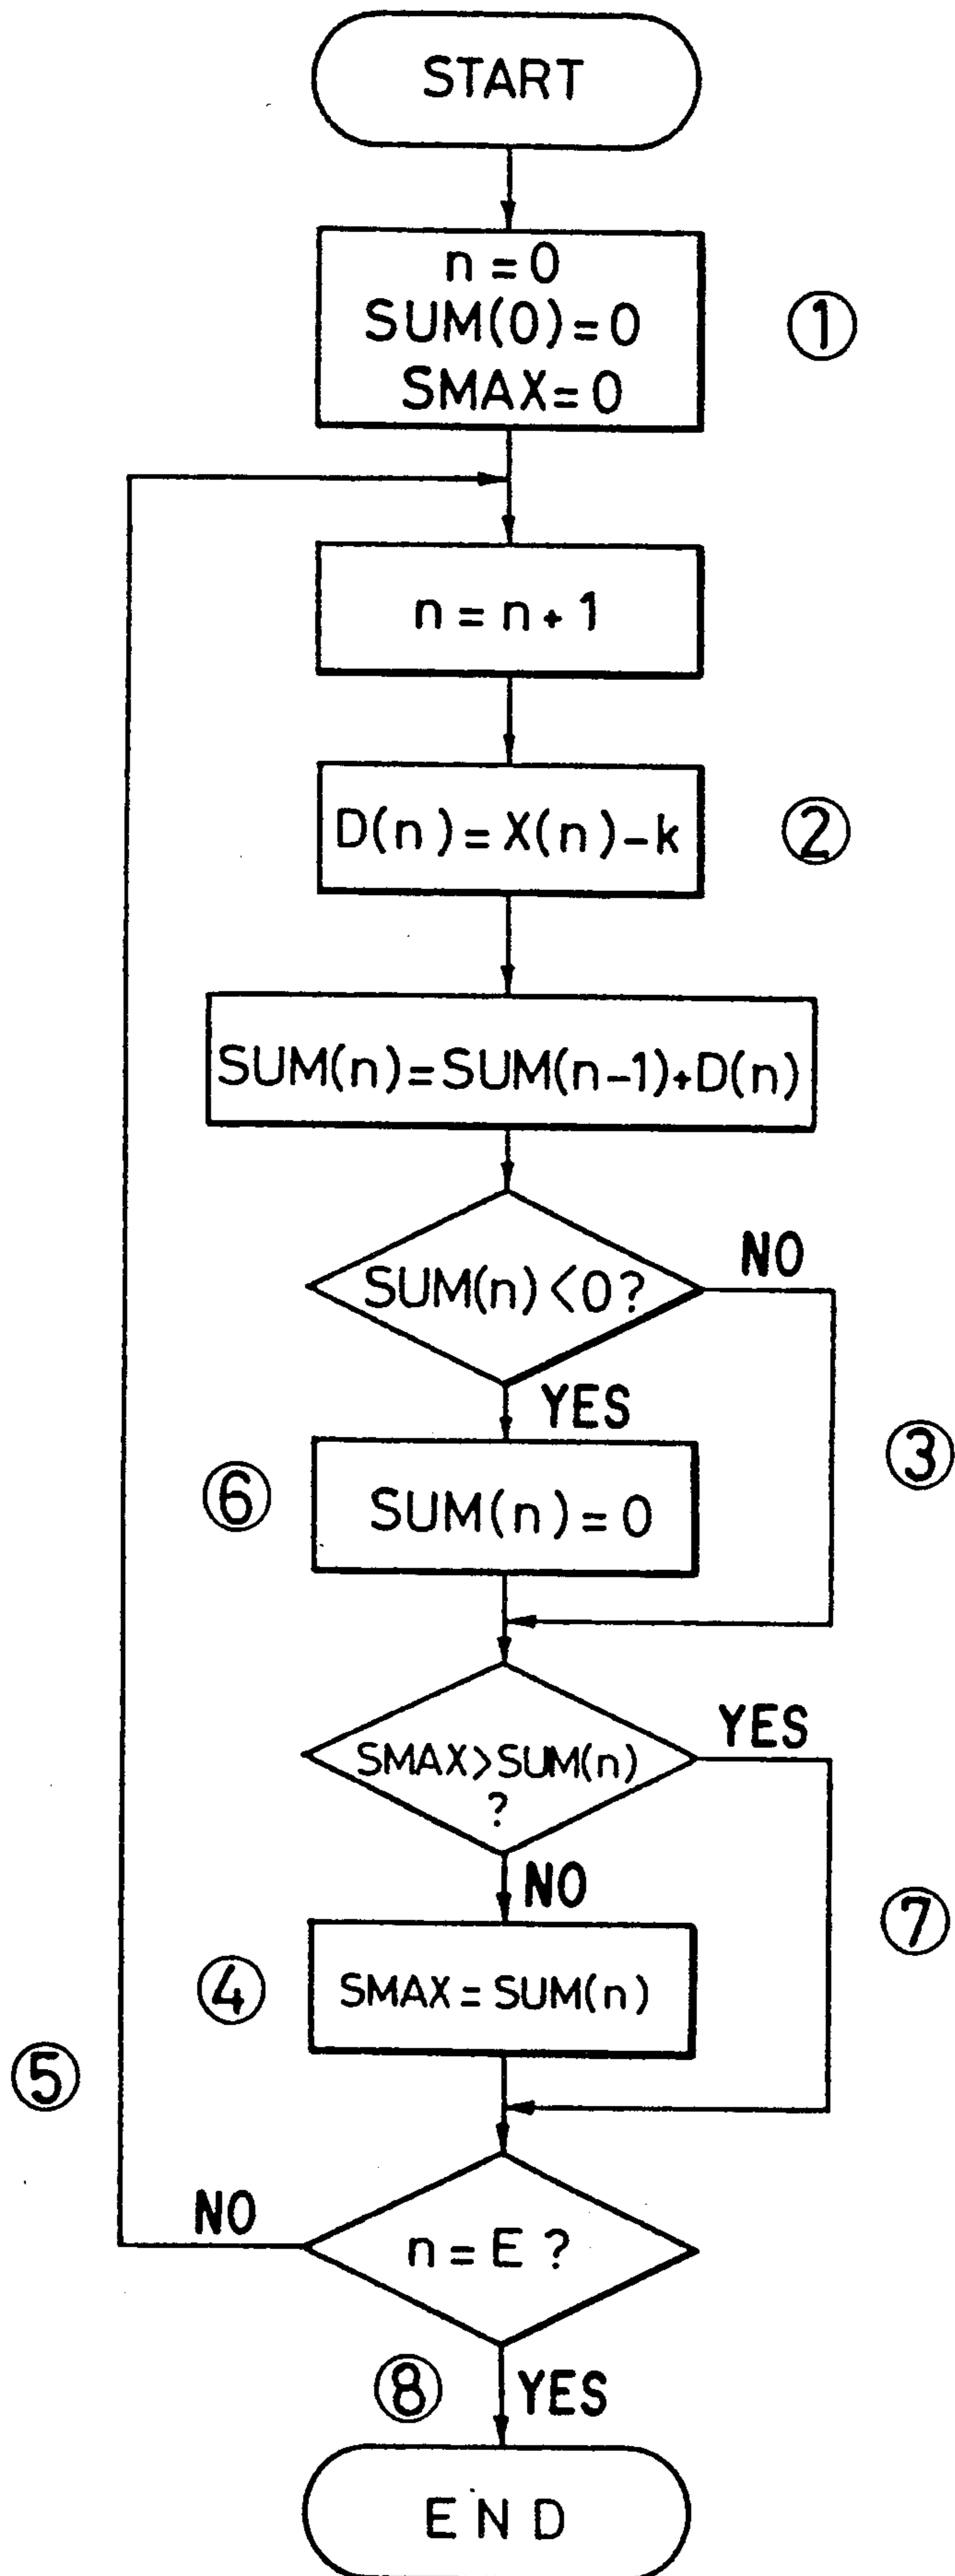 START
n = 0
SUM(0) = 0
SMAX = 0
①
n = n + 1
D(n) = X(n) - k
②
SUM(n) = SUM(n-1) + D(n)
SUM(n) < 0 ?
NO
YES
③
⑥
SUM(n) = 0
SMAX > SUM(n)
?
YES
NO
⑦
④
SMAX = SUM(n)
⑤
NO
n = E ?
⑧
YES
END